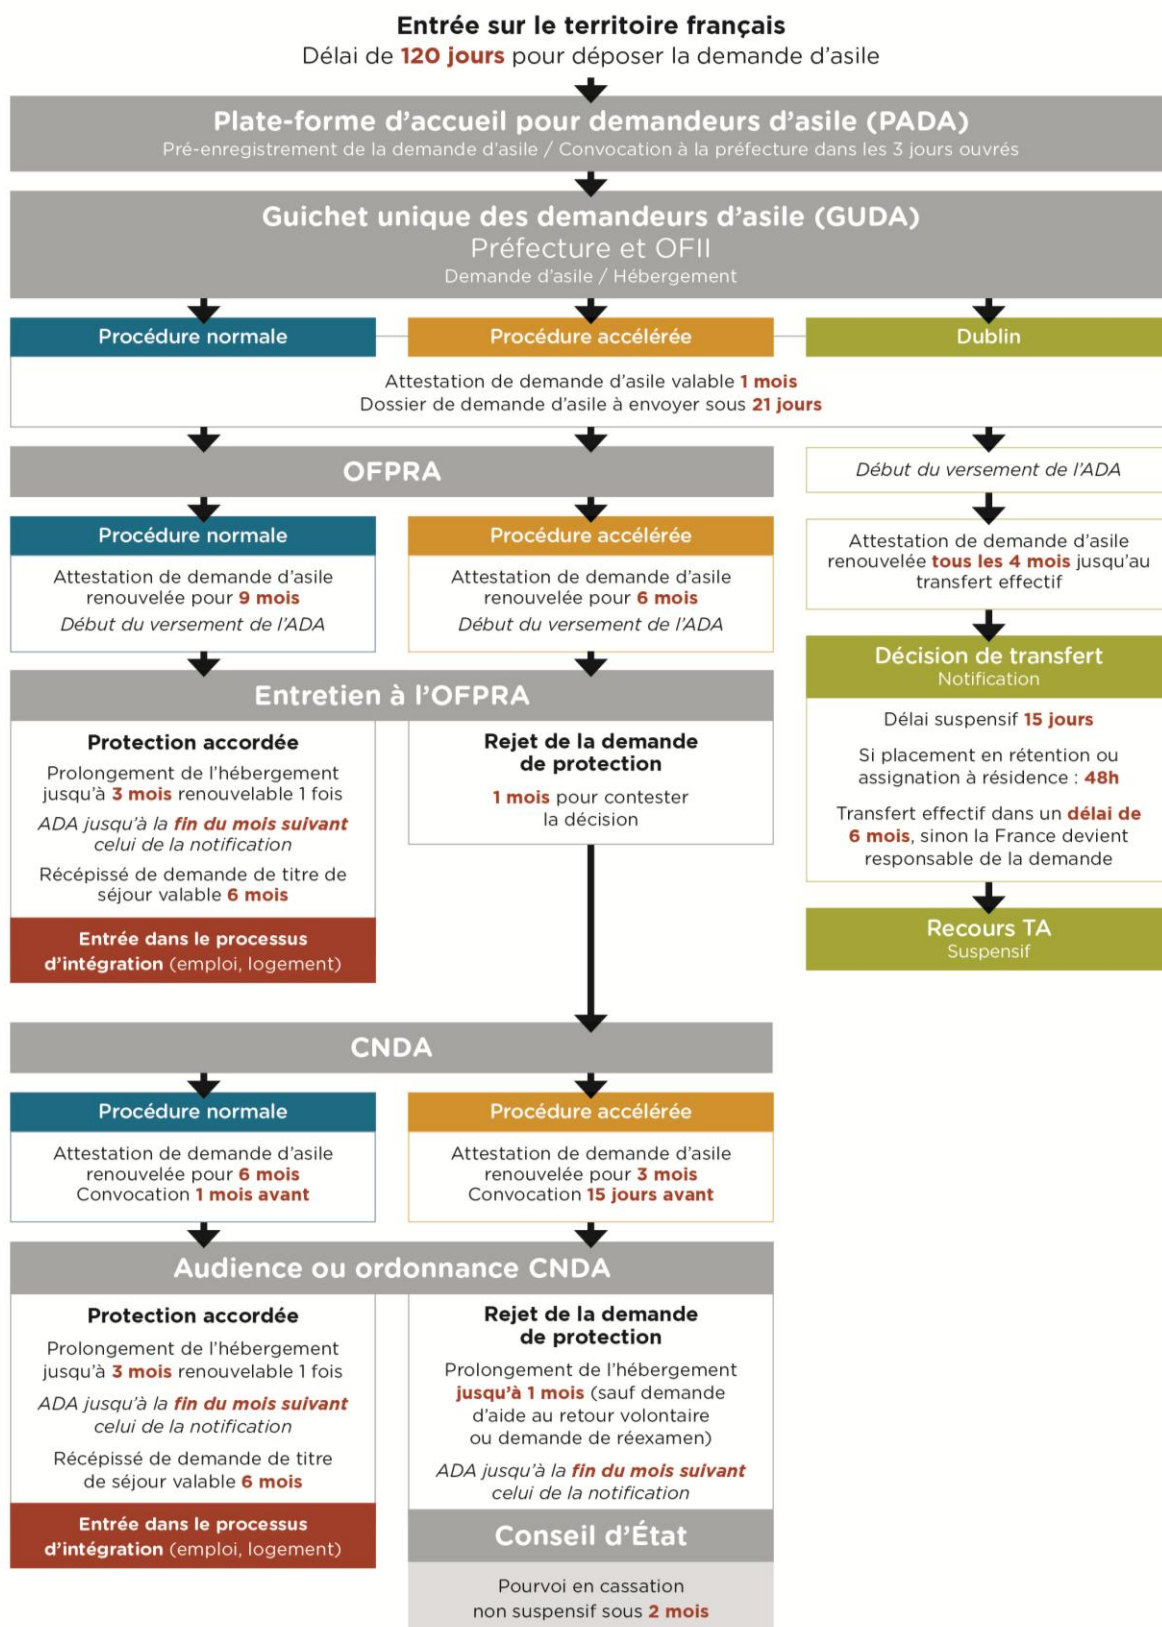 Entrée sur le territoire français
Délai de 120 jours pour déposer la demande d'asile
Plate-forme d'accueil pour demandeurs d'asile (PADA)
Pré-enregistrement de la demande d'asile / Convocation à la préfecture dans les 3 jours ouvrés
Guichet unique des demandeurs d'asile (GUDA)
Préfecture et OFII
Demande d'asile / Hébergement
Procédure normale
Procédure accélérée
Dublin
Attestation de demande d'asile valable 1 mois
Dossier de demande d'asile à envoyer sous 21 jours
OFPRA
Procédure normale
Attestation de demande d'asile
renouvelée pour 9 mois
Début du versement de l'ADA
Procédure accélérée
Attestation de demande d'asile
renouvelée pour 6 mois
Début du versement de l'ADA
Début du versement de l'ADA
Attestation de demande d'asile
renouvelée tous les 4 mois jusqu'au
transfert effectif
Décision de transfert
Notification
Délai suspensif 15 jours
Si placement en rétention ou
assignation à résidence : 48h
Transfert effectif dans un délai de
6 mois, sinon la France devient
responsable de la demande
Recours TA
Suspensif
Entretien à l'OFPRA
Protection accordée
Prolongement de l'hébergement
jusqu'à 3 mois renouvelable 1 fois
ADA jusqu'à la fin du mois suivant
celui de la notification
Récépissé de demande de titre de
séjour valable 6 mois
Entrée dans le processus
d'intégration (emploi, logement)
Rejet de la demande
de protection
1 mois pour contester
la décision
CNDA
Procédure normale
Attestation de demande d'asile
renouvelée pour 6 mois
Convocation 1 mois avant
Procédure accélérée
Attestation de demande d'asile
renouvelée pour 3 mois
Convocation 15 jours avant
Audience ou ordonnance CNDA
Protection accordée
Prolongement de l'hébergement
jusqu'à 3 mois renouvelable 1 fois
ADA jusqu'à la fin du mois suivant
celui de la notification
Récépissé de demande de titre
de séjour valable 6 mois
Entrée dans le processus
d'intégration (emploi, logement)
Rejet de la demande
de protection
Prolongement de l'hébergement
jusqu'à 1 mois (sauf demande
d'aide au retour volontaire
ou demande de réexamen)
ADA jusqu'à la fin du mois suivant
celui de la notification
Conseil d'État
Pourvoi en cassation
non suspensif sous 2 mois